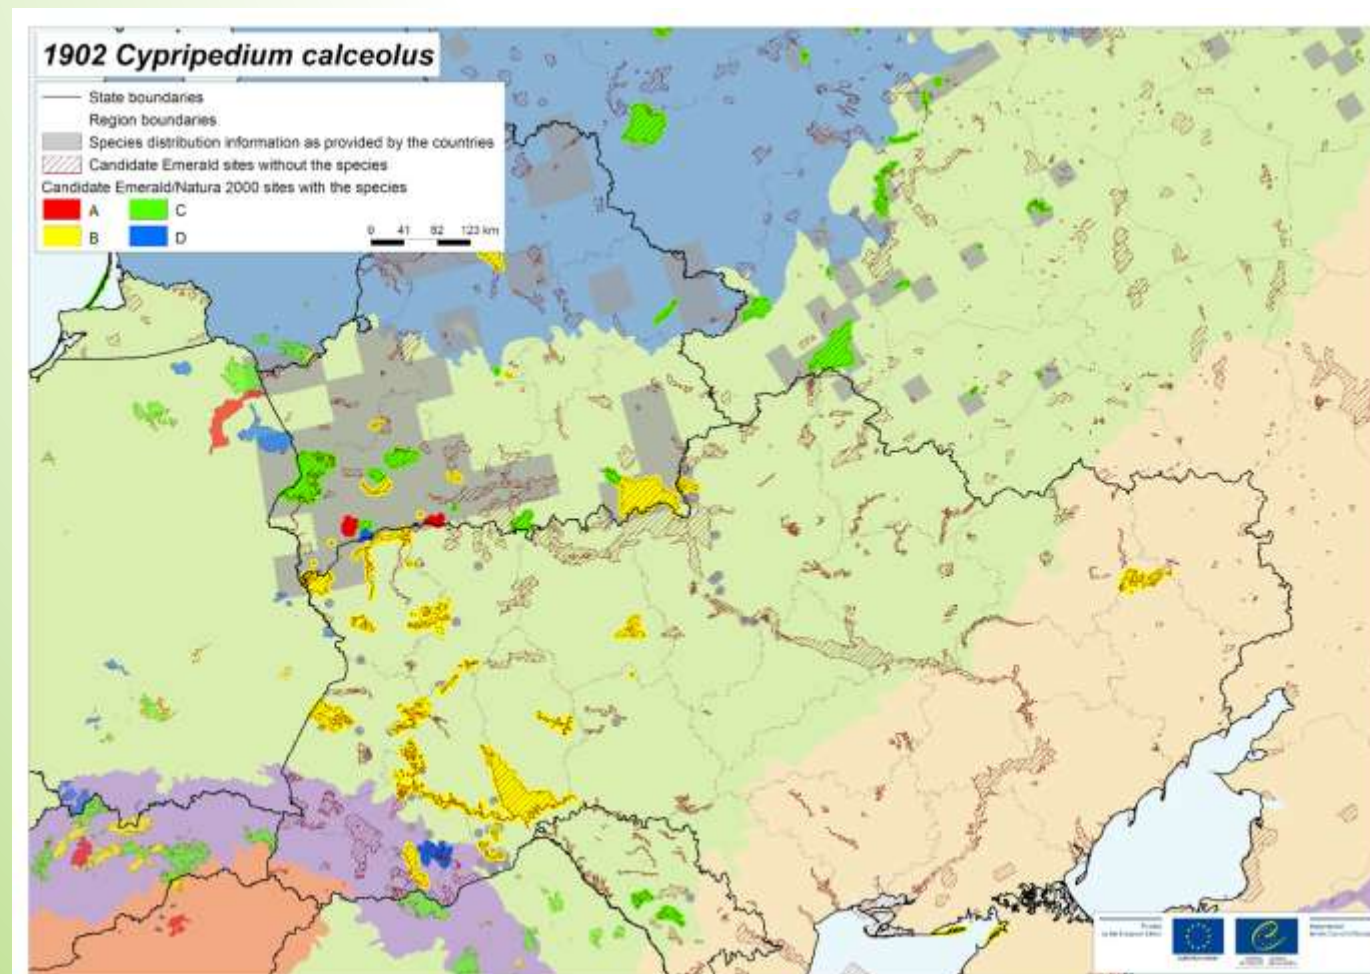 1902 Cypripedium calceolus
State boundaries
Region boundaries
Species distribution information as provided by the countries
Candidate Emerald sites without the species
Candidate Emerald/Natura 2000 sites with the species
A C
B D
0 41 82 123 km